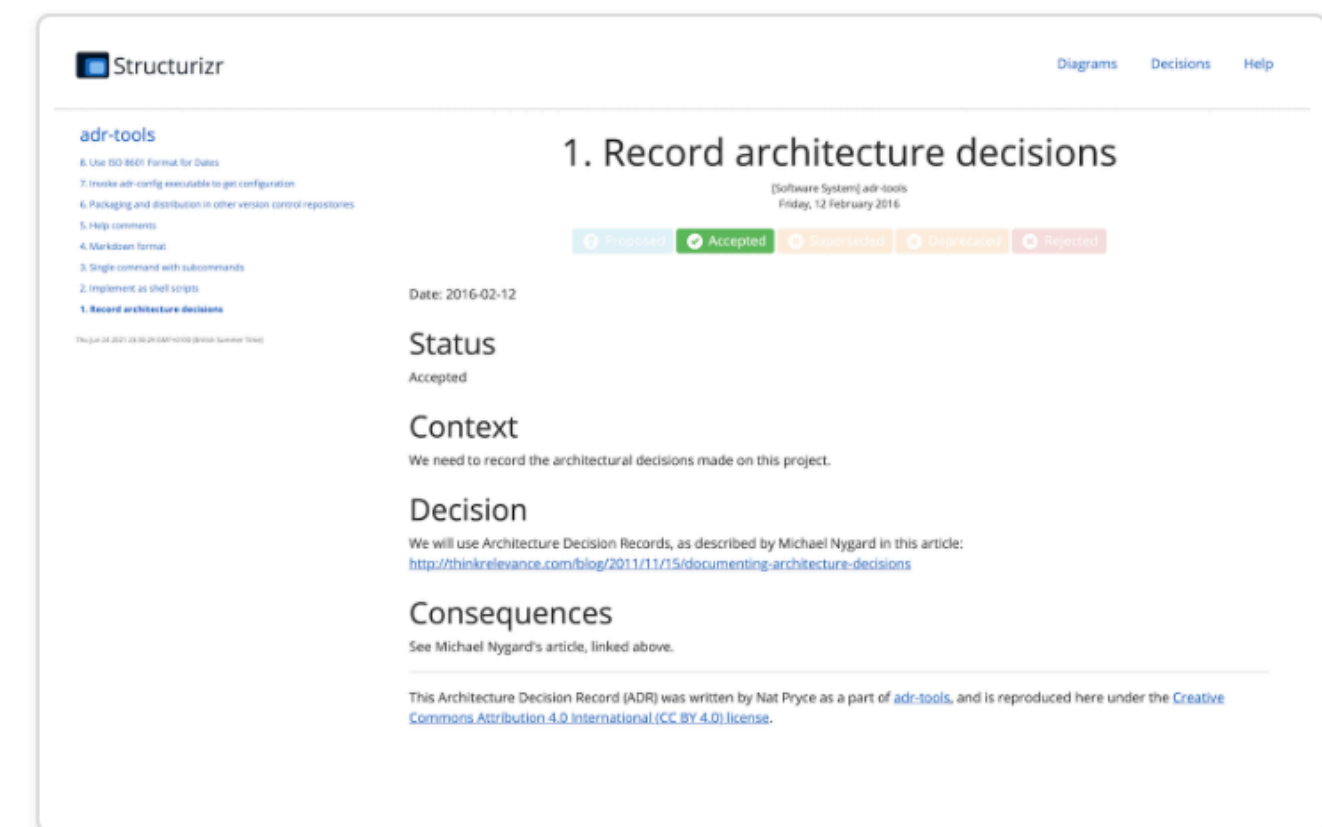 Structurizr
Diagrams Decisions Help
adr-tools
8. Use ISO 8601 Format for Dates
7. Invoke adr-config executable to get configuration
6. Packaging and distribution in other version control repositories
5. Help comments
4. Markdown format
3. Single command with subcommands
2. Implement as shell scripts
1. Record architecture decisions
Thu Jun 24 2021 (British Summer Time)
1. Record architecture decisions
[Software System] adr-tools
Friday, 12 February 2016
Proposed Accepted Superseded Deprecated Rejected
Date: 2016-02-12
Status
Accepted
Context
We need to record the architectural decisions made on this project.
Decision
We will use Architecture Decision Records, as described by Michael Nygard in this article:
http://thinkrelevance.com/blog/2011/11/15/documenting-architecture-decisions
Consequences
See Michael Nygard's article, linked above.
This Architecture Decision Record (ADR) was written by Nat Pryce as a part of adr-tools, and is reproduced here under the Creative
Commons Attribution 4.0 International (CC BY 4.0) license.